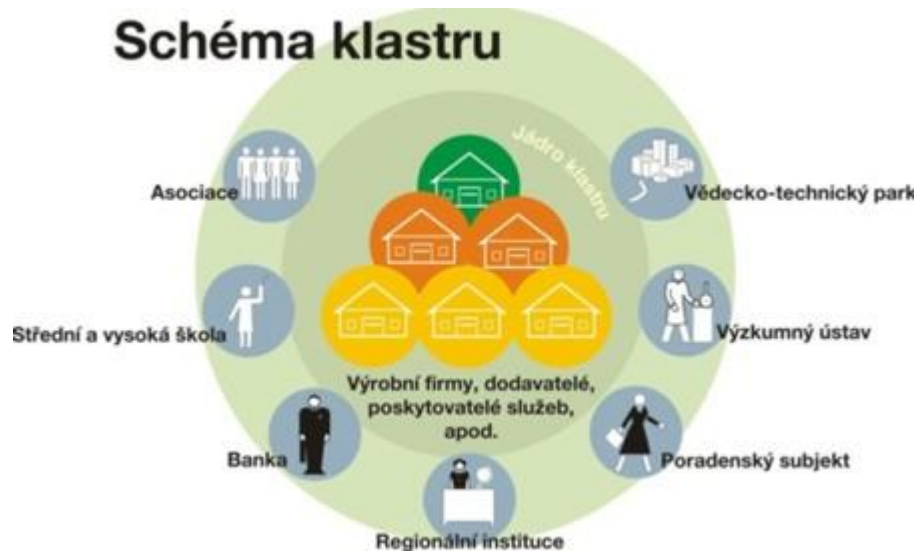 Schéma klastru
Jádro klastru
Asociace
Vědecko-technický park
Střední a vysoká škola
Výzkumný ústav
Výrobní firmy, dodavatelé,
poskytovatelé služeb,
apod.
Banka
Poradenský subjekt
Regionální instituce